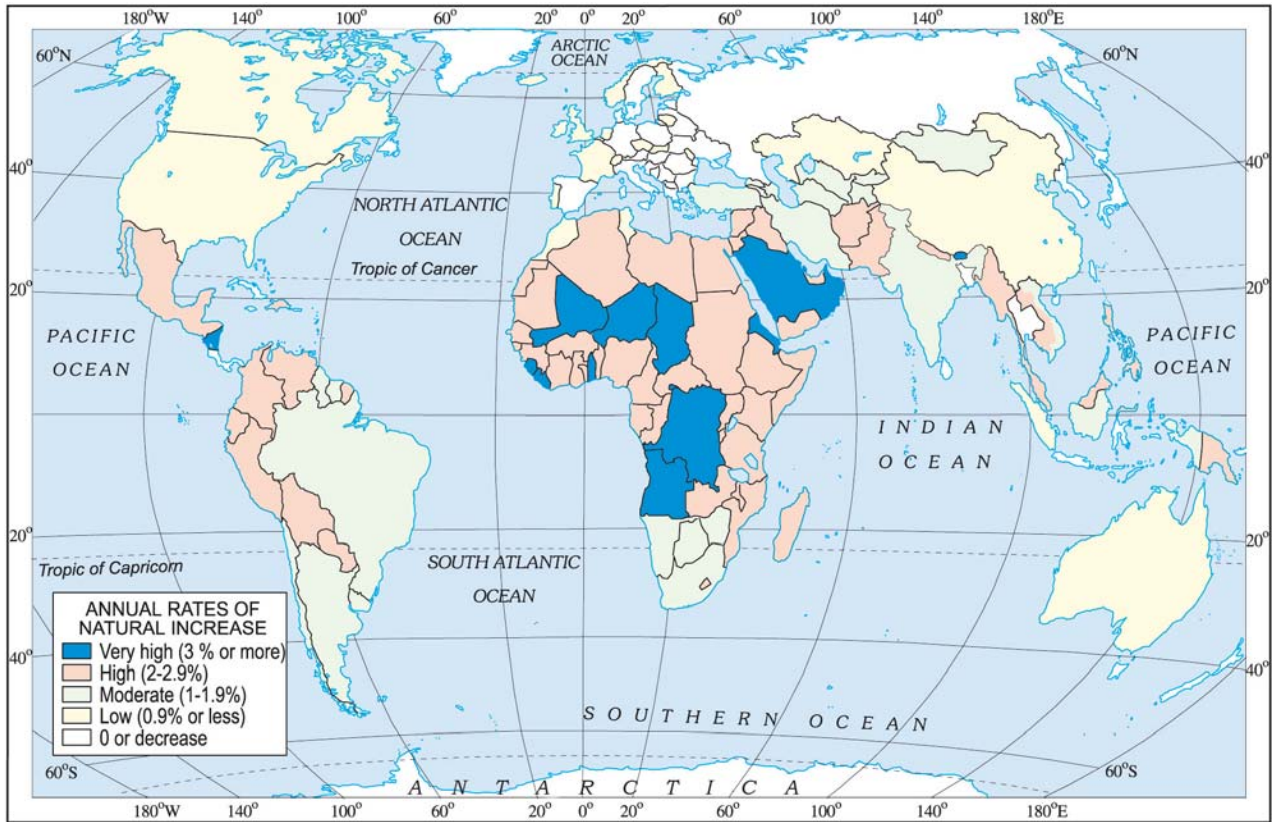 180°W 140° 100° 60° 20° 0° 20° 60° 100° 140° 180°E
ARCTIC
OCEAN
60°N 60°N
40° 40°
NORTH ATLANTIC
OCEAN
Tropic of Cancer
20° 20°
PACIFIC
OCEAN
PACIFIC
OCEAN
INDIAN
OCEAN
0° 0°
20° 20°
Tropic of Capricorn
SOUTH ATLANTIC
OCEAN
ANNUAL RATES OF
NATURAL INCREASE
Very high (3 % or more)
High (2-2.9%)
Moderate (1-1.9%)
Low (0.9% or less)
0 or decrease
40° 40°
SOUTHERN OCEAN
60°S 60°S
ANTARCTICA
180°W 140° 100° 60° 20° 0° 20° 60° 100° 140° 180°E